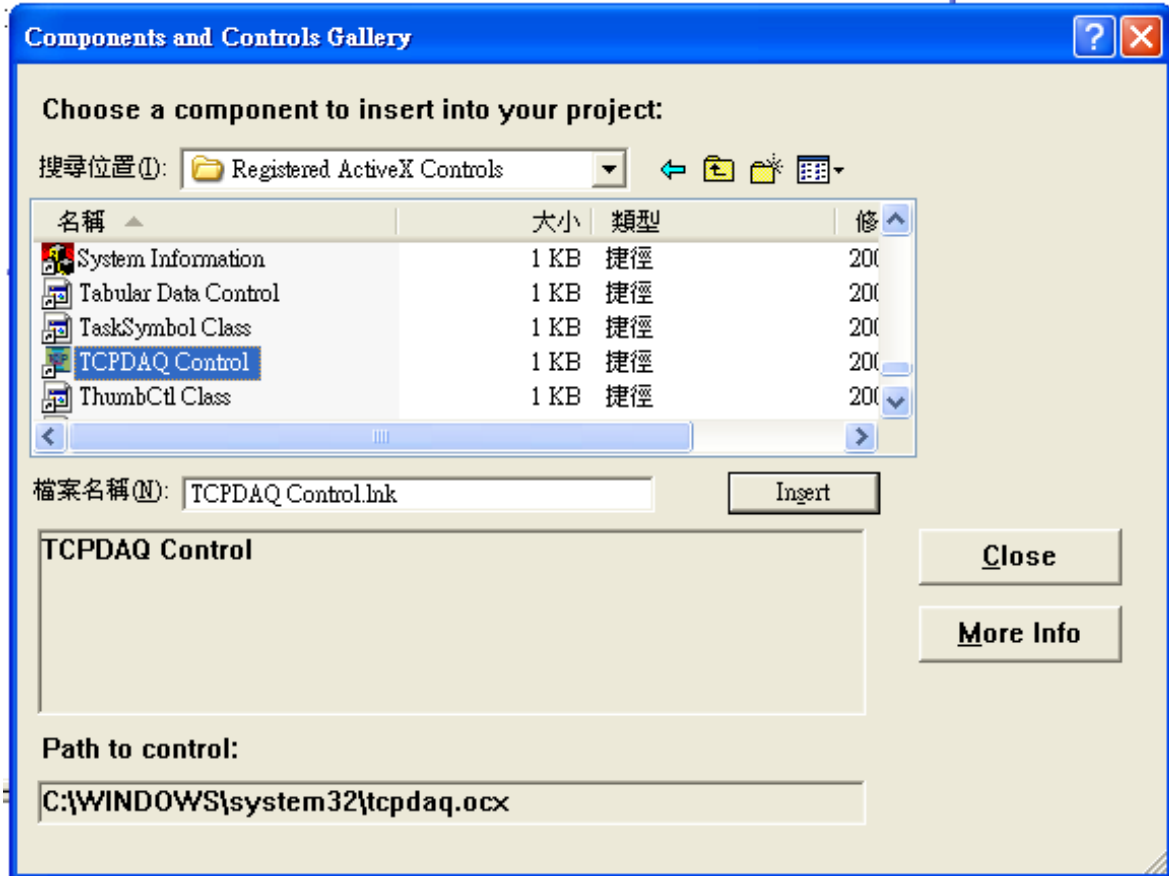 Components and Controls Gallery
Choose a component to insert into your project:
搜尋位置(I): Registered ActiveX Controls
名稱 大小 類型 修
System Information 1 KB 捷徑 200
Tabular Data Control 1 KB 捷徑 200
TaskSymbol Class 1 KB 捷徑 200
TCPDAQ Control 1 KB 捷徑 200
ThumbCtl Class 1 KB 捷徑 200
檔案名稱(N): TCPDAQ Control.lnk Insert
TCPDAQ Control
Close
More Info
Path to control:
C:\WINDOWS\system32\tcpdaq.ocx